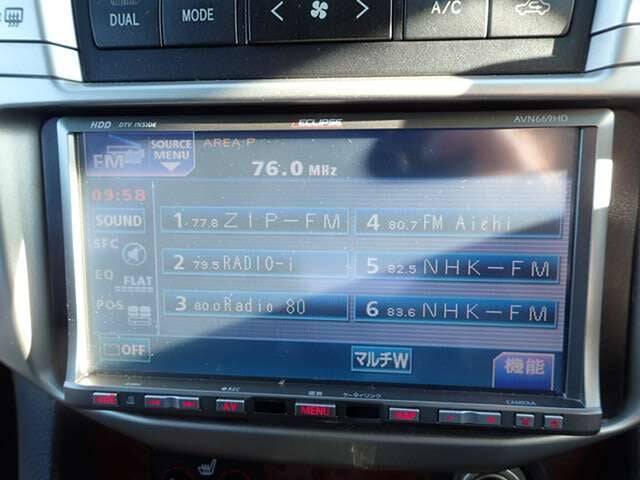 DUAL
MODE
A/C
HDD DTV INSIDE
ECLIPSE
AVN669HD
FM
SOURCE MENU
AREA:P
76.0 MHz
09:58
SOUND
SFC
EQ
FLAT
POS
OFF
1 77.8 ZIP-FM
2 79.5 RADIO-i
3 80.0 Radio 80
4 80.7 FM Aichi
5 82.5 NHK-FM
6 83.6 NHK-FM
マルチW
機能
AV
MENU
CAMERA